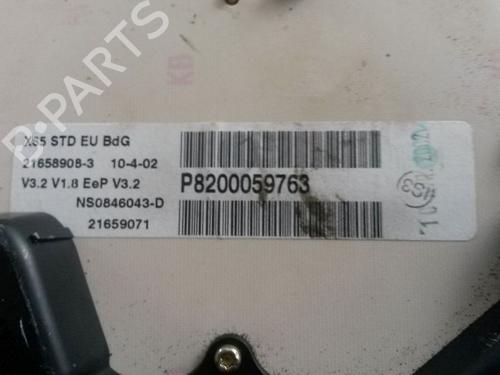 X65 STD EU BdG
21658908-3 10-4-02
V3.2 V1.8 EeP V3.2
P8200059763
NS0846043-D
21659071
KB
B-PARTS